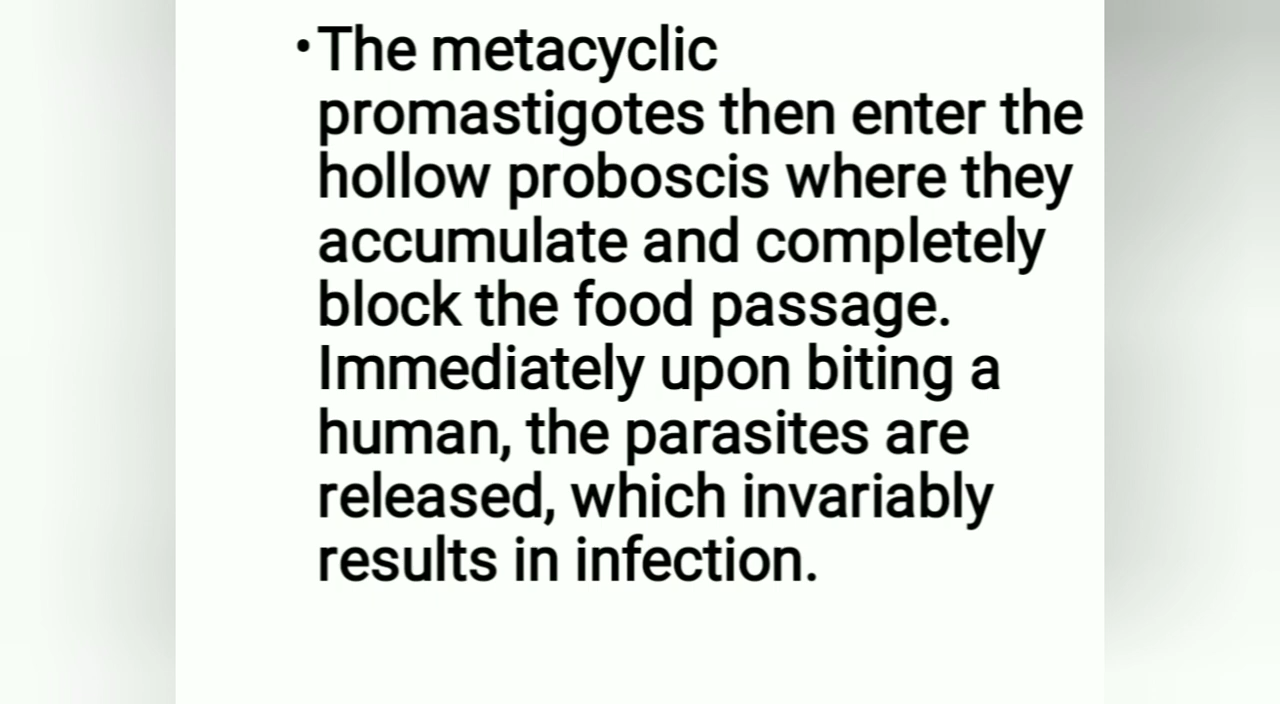 •The metacyclic
promastigotes then enter the
hollow proboscis where they
accumulate and completely
block the food passage.
Immediately upon biting a
human, the parasites are
released, which invariably
results in infection.